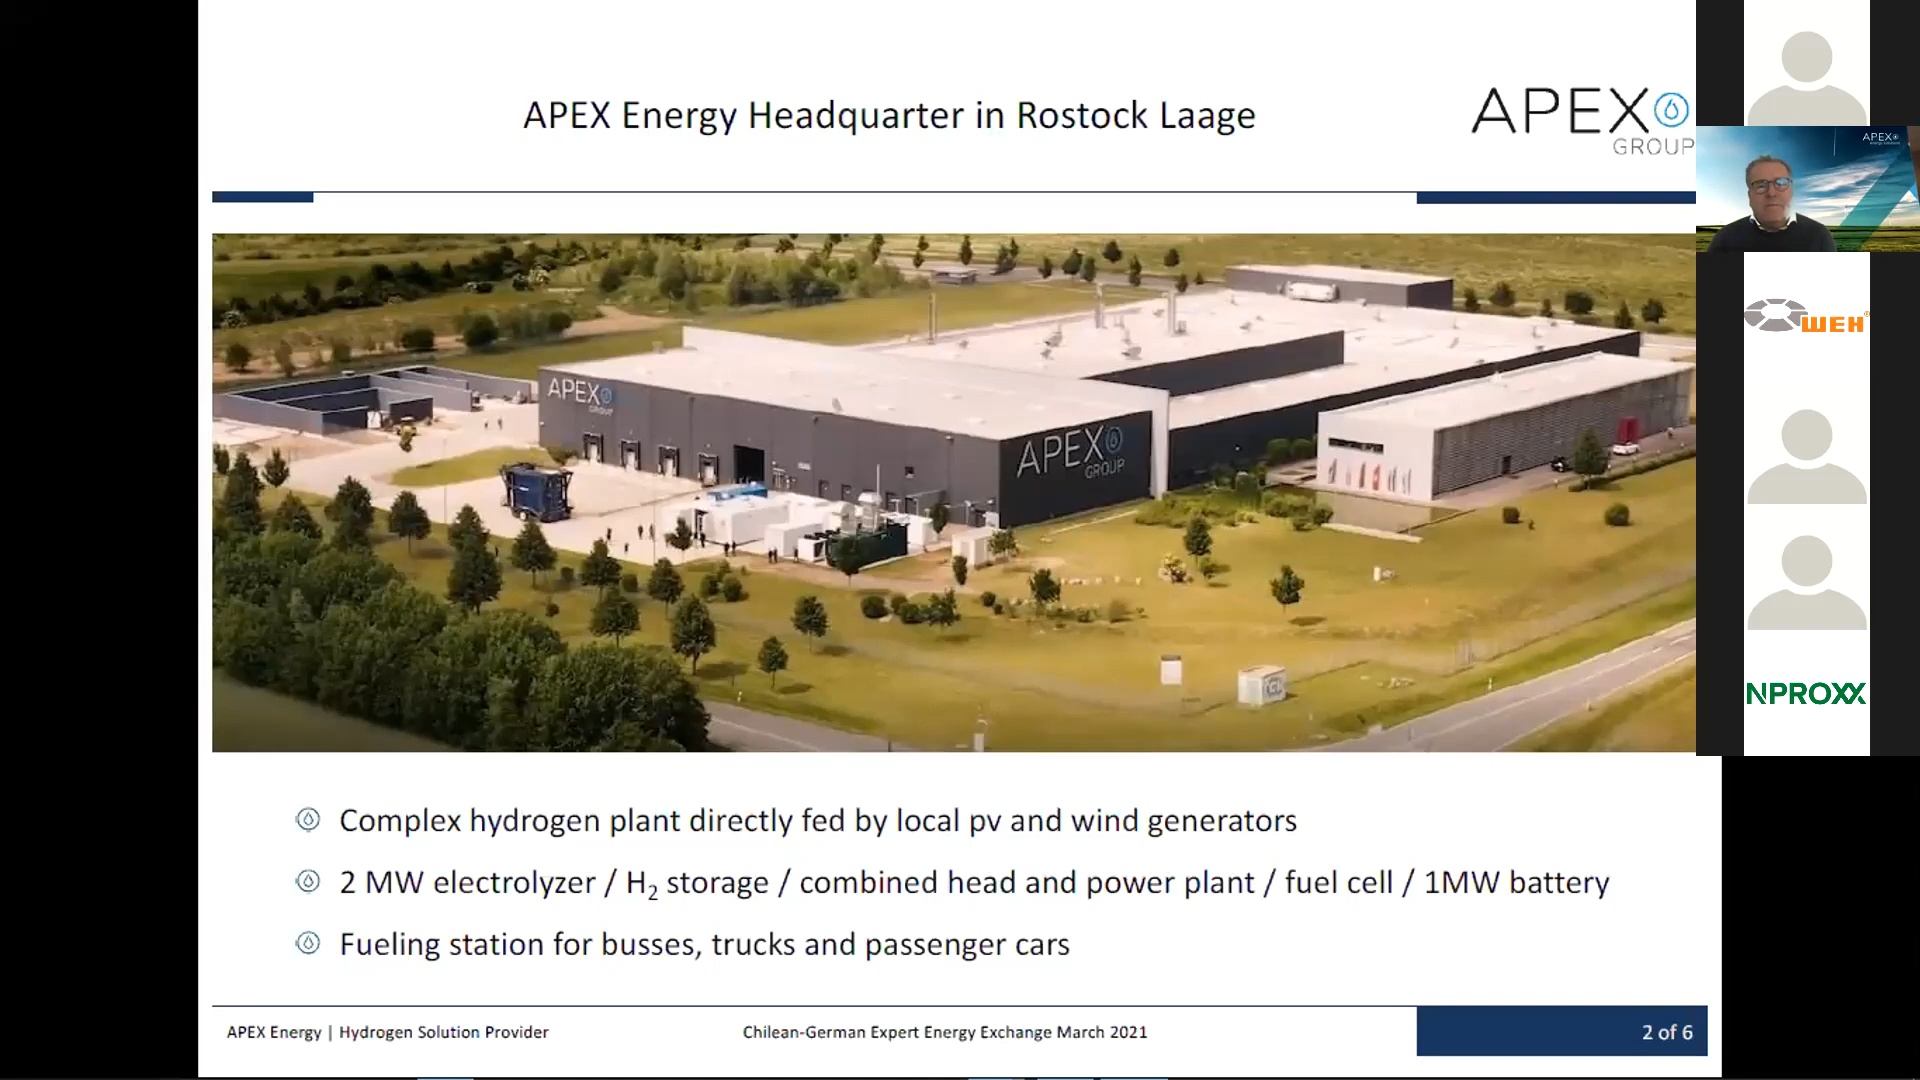 APEX Energy Headquarter in Rostock Laage
APEX
GROUP
APEX
WEH
NPROXX
APEX
GROUP
APEX
GROUP
Complex hydrogen plant directly fed by local pv and wind generators
2 MW electrolyzer / H2 storage / combined head and power plant / fuel cell / 1MW battery
Fueling station for busses, trucks and passenger cars
APEX Energy | Hydrogen Solution Provider
Chilean-German Expert Energy Exchange March 2021
2 of 6